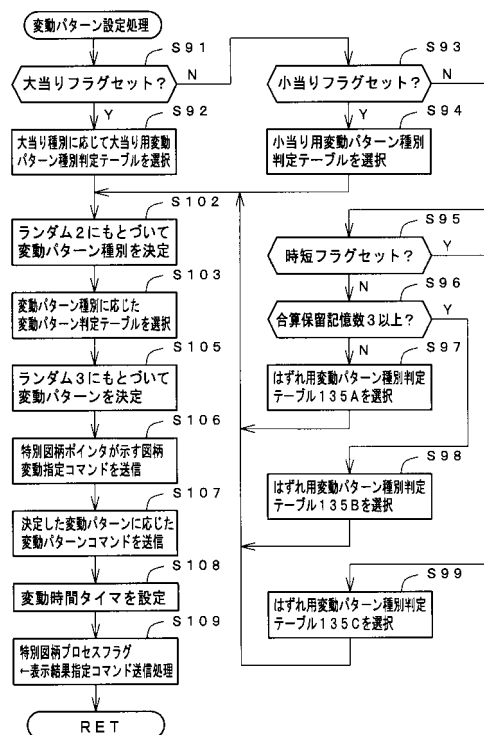 変動パターン設定処理
S91
大当りフラグセット？
N
Y
S92
大当り種別に応じて大当り用変動
パターン種別判定テーブルを選択
S93
小当りフラグセット？
N
Y
S94
小当り用変動パターン種別
判定テーブルを選択
S95
時短フラグセット？
Y
N
S96
合算保留記憶数３以上？
Y
N
S97
はずれ用変動パターン種別判定
テーブル１３５Ａを選択
S98
はずれ用変動パターン種別判定
テーブル１３５Ｂを選択
S99
はずれ用変動パターン種別判定
テーブル１３５Ｃを選択
S102
ランダム２にもとづいて
変動パターン種別を決定
S103
変動パターン種別に応じた
変動パターン判定テーブルを選択
S105
ランダム３にもとづいて
変動パターンを決定
S106
特別図柄ポインタが示す図柄
変動指定コマンドを送信
S107
決定した変動パターンに応じた
変動パターンコマンドを送信
S108
変動時間タイマを設定
S109
特別図柄プロセスフラグ
←表示結果指定コマンド送信処理
RET